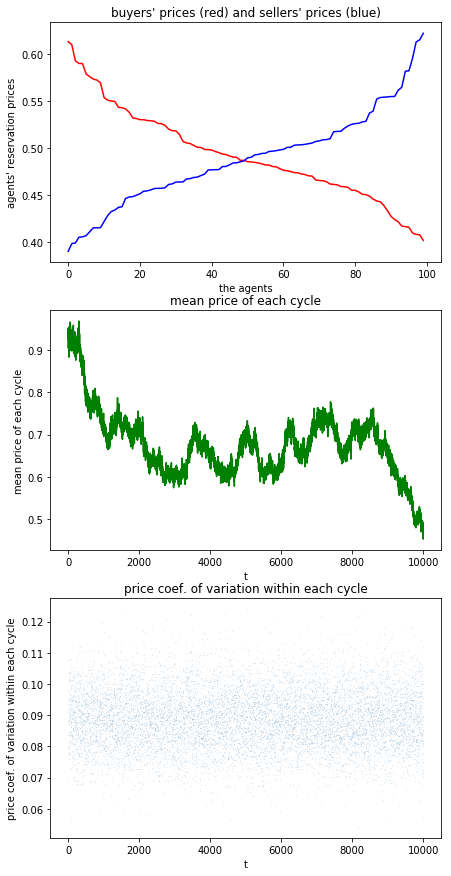 buyers' prices (red) and sellers' prices (blue)
agents' reservation prices
0.60
0.55
0.50
0.45
0.40
0 20 40 60 80 100
the agents
mean price of each cycle
mean price of each cycle
0.9
0.8
0.7
0.6
0.5
0 2000 4000 6000 8000 10000
t
price coef. of variation within each cycle
price coef. of variation within each cycle
0.12
0.11
0.10
0.09
0.08
0.07
0.06
0 2000 4000 6000 8000 10000
t